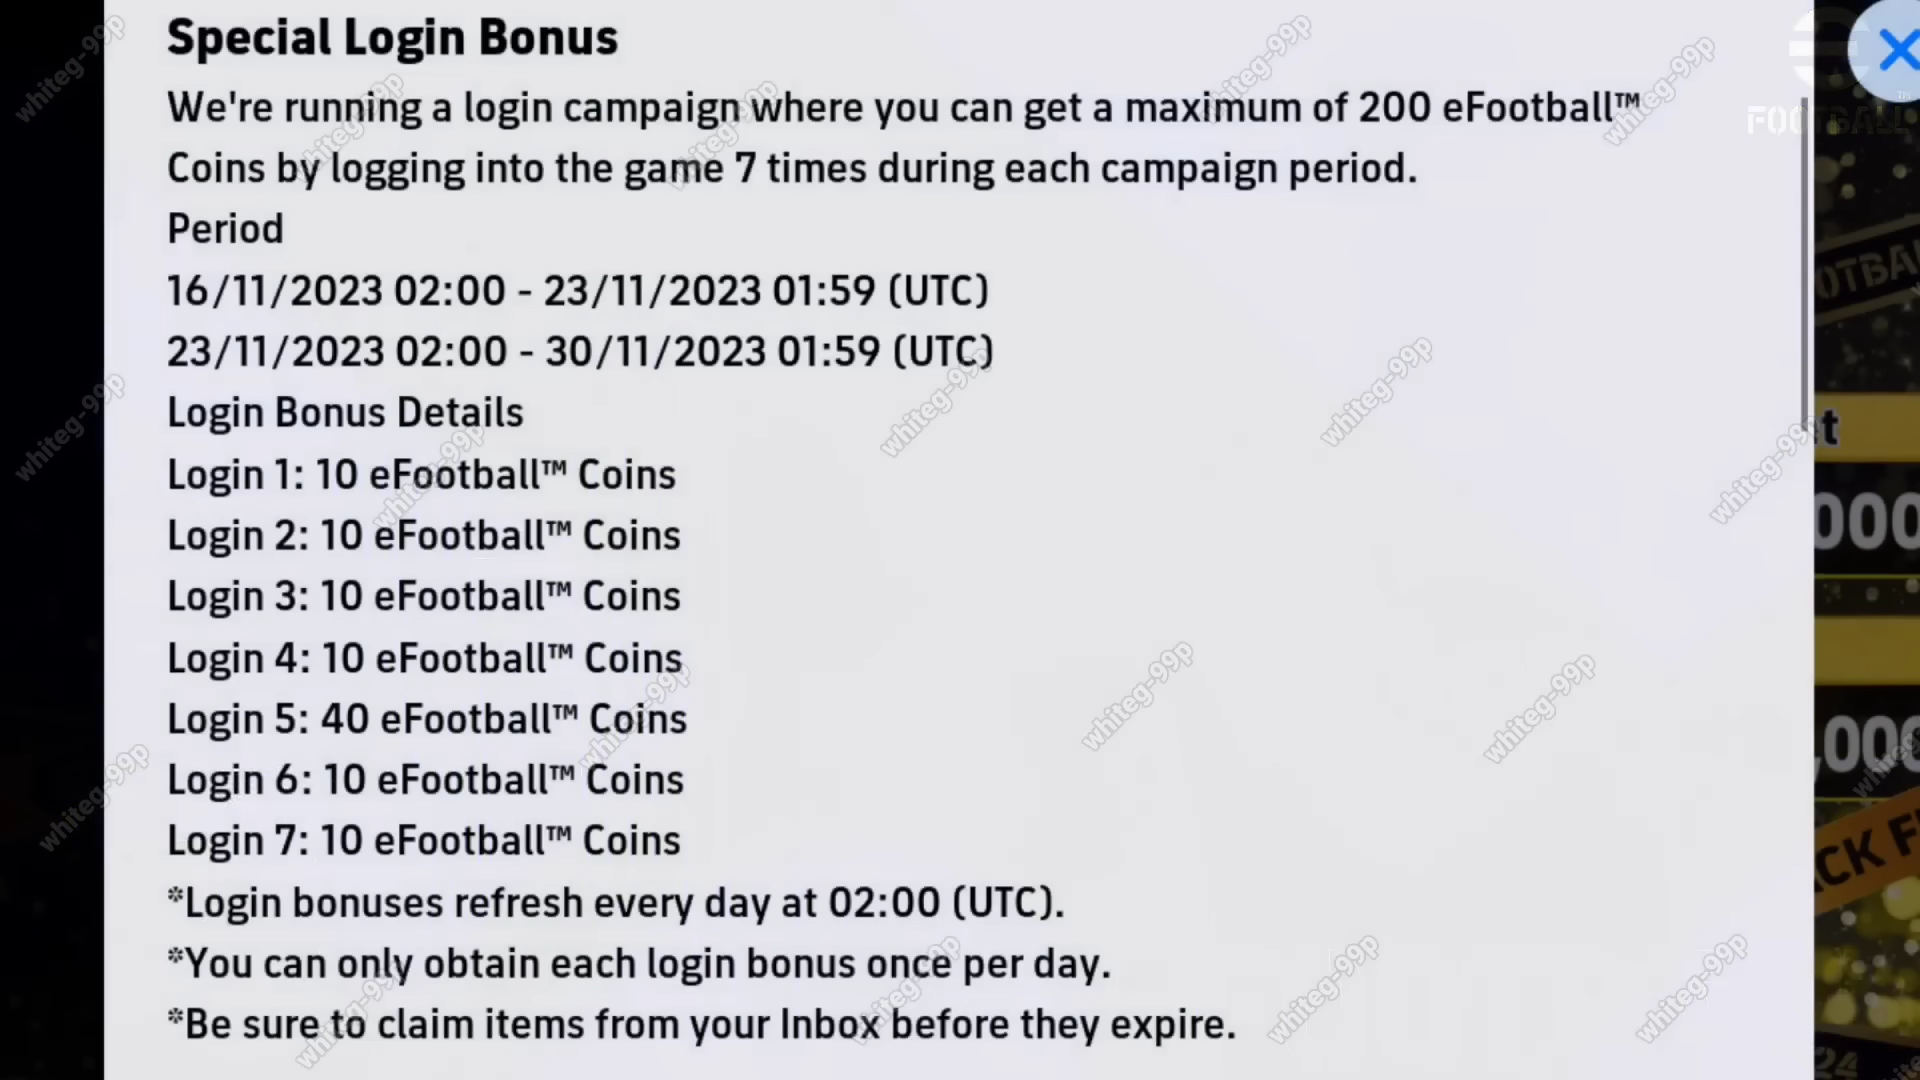 Special Login Bonus
We're running a login campaign where you can get a maximum of 200 eFootball™
Coins by logging into the game 7 times during each campaign period.
Period
16/11/2023 02:00 - 23/11/2023 01:59 (UTC)
23/11/2023 02:00 - 30/11/2023 01:59 (UTC)
Login Bonus Details
Login 1: 10 eFootball™ Coins
Login 2: 10 eFootball™ Coins
Login 3: 10 eFootball™ Coins
Login 4: 10 eFootball™ Coins
Login 5: 40 eFootball™ Coins
Login 6: 10 eFootball™ Coins
Login 7: 10 eFootball™ Coins
*Login bonuses refresh every day at 02:00 (UTC).
*You can only obtain each login bonus once per day.
*Be sure to claim items from your Inbox before they expire.
FOOTBALL™
whiteg-99p